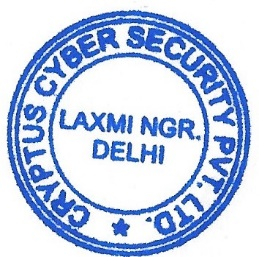 CRYPTUS CYBER SECURITY PVT. LTD.
LAXMI NGR.
DELHI